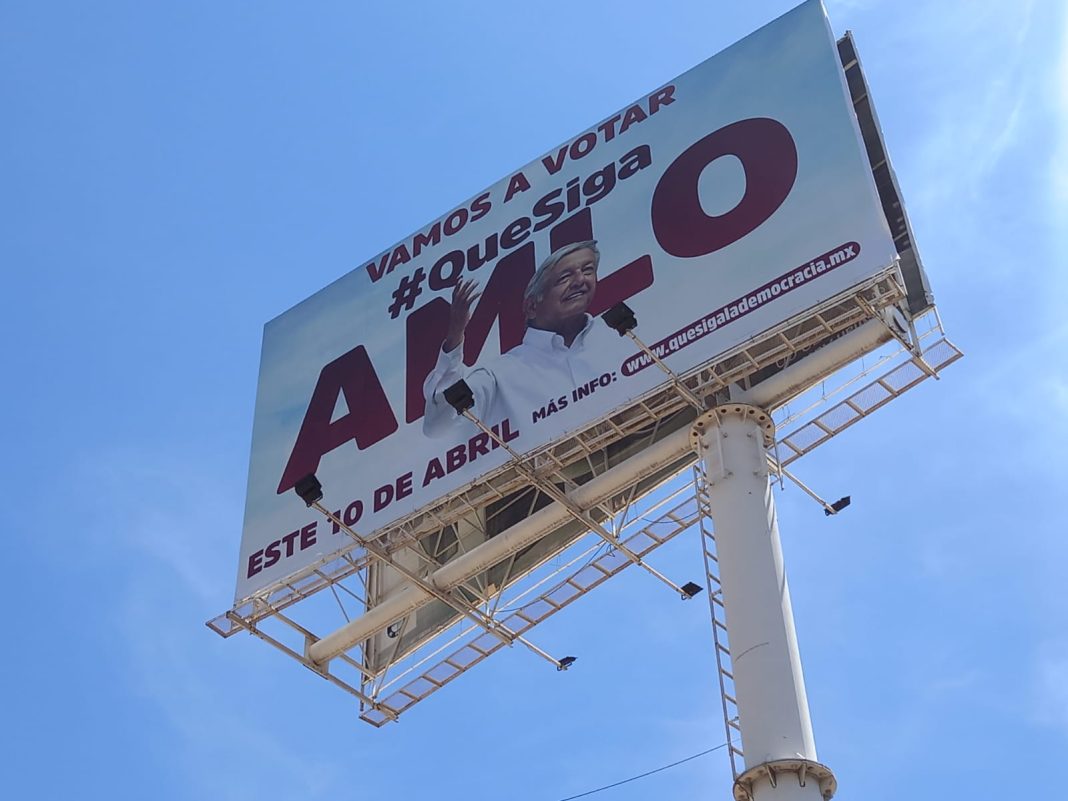 VAMOS A VOTAR
#QueSiga
AMLO
ESTE 10 DE ABRIL
MÁS INFO: www.quesigalademocracia.mx